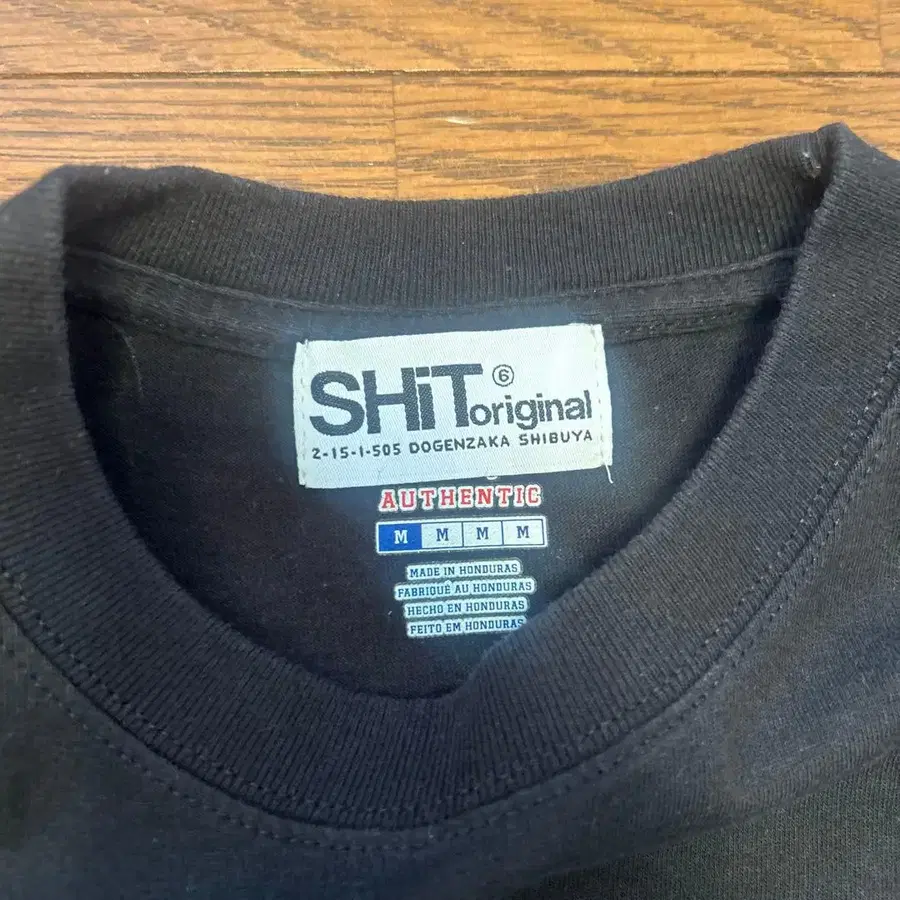 SHiT⑥original
2-15-1-505 DOGENZAKA SHIBUYA
AUTHENTIC
M M M M
MADE IN HONDURAS
FABRIQUÉ AU HONDURAS
HECHO EN HONDURAS
FEITO EM HONDURAS